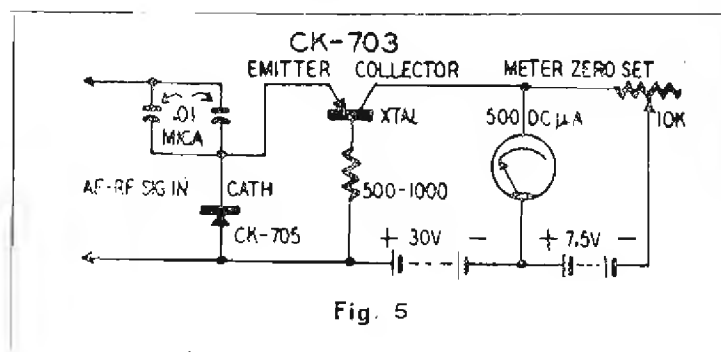 CK-703
EMITTER COLLECTOR METER ZERO SET
.01
MICA
XTAL
500 DC μA
10K
AF-RF SIG IN
CATH
500-1000
CK-705
+ 30V -
+ 7.5V -
Fig. 5